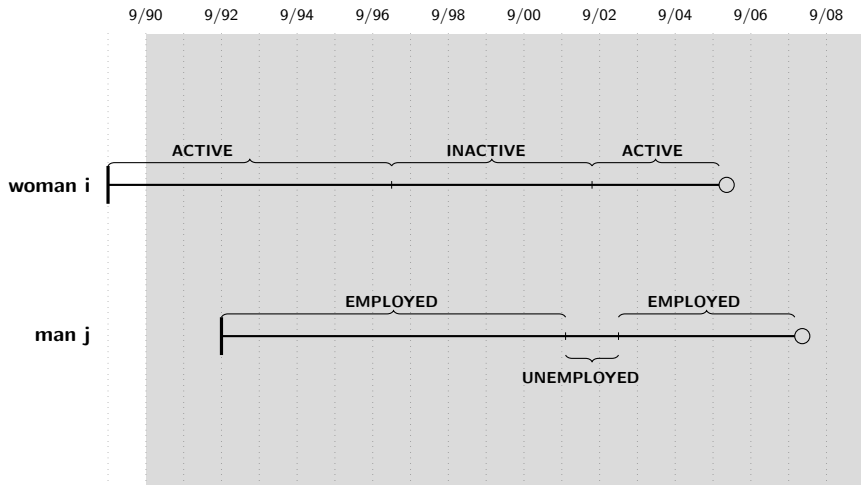 9/90 9/92 9/94 9/96 9/98 9/00 9/02 9/04 9/06 9/08
ACTIVE INACTIVE ACTIVE
woman i
EMPLOYED EMPLOYED
man j
UNEMPLOYED